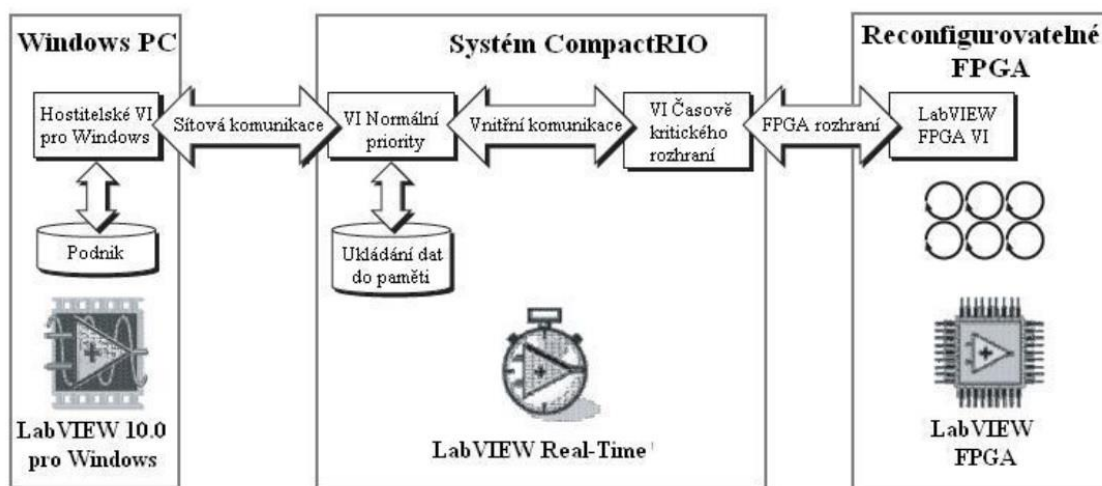 Windows PC
Hostitelské VI
pro Windows
Podnik
LabVIEW 10.0
pro Windows
Sítová komunikace
Systém CompactRIO
VI Normální
priority
Ukládání dat
do paměti
Vnitřní komunikace
VI Časově
kritického
rozhraní
LabVIEW Real-Time
FPGA rozhraní
Reconfigurovatelné
FPGA
LabVIEW
FPGA VI
LabVIEW
FPGA